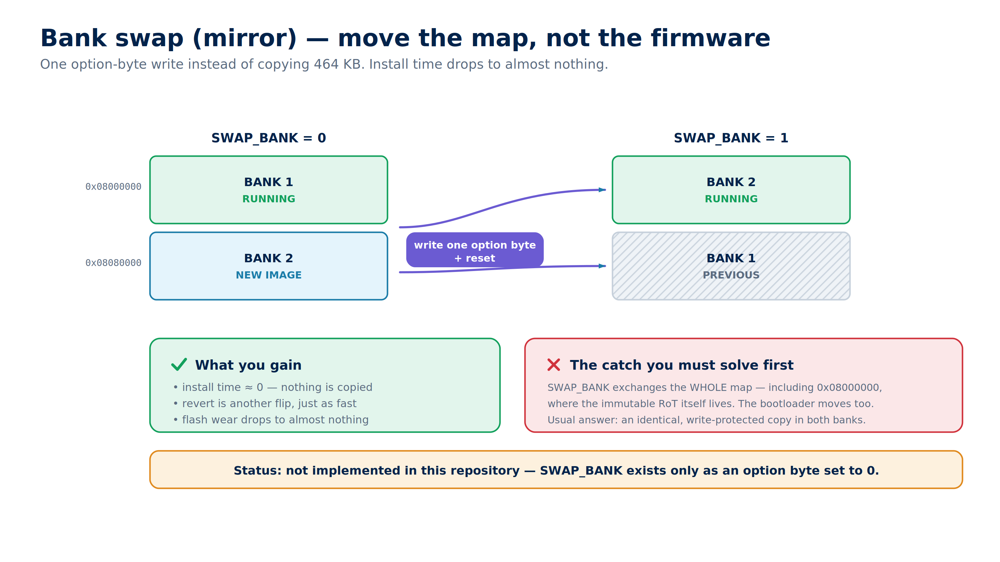 Bank swap (mirror) — move the map, not the firmware
One option-byte write instead of copying 464 KB. Install time drops to almost nothing.
SWAP_BANK = 0
SWAP_BANK = 1
0x08000000
BANK 1
RUNNING
BANK 2
RUNNING
write one option byte
+ reset
0x08080000
BANK 2
NEW IMAGE
BANK 1
PREVIOUS
What you gain
• install time ≈ 0 — nothing is copied
• revert is another flip, just as fast
• flash wear drops to almost nothing
The catch you must solve first
SWAP_BANK exchanges the WHOLE map — including 0x08000000,
where the immutable RoT itself lives. The bootloader moves too.
Usual answer: an identical, write-protected copy in both banks.
Status: not implemented in this repository — SWAP_BANK exists only as an option byte set to 0.